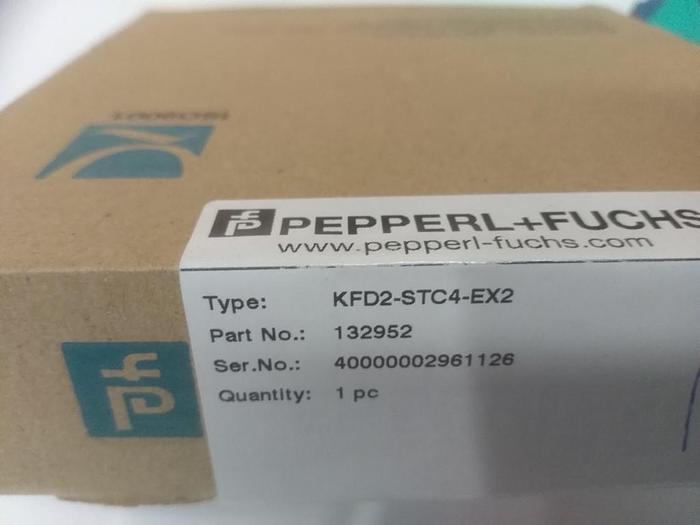 PEPPERL+FUCHS
www.pepperl-fuchs.com
Type: KFD2-STC4-EX2
Part No.: 132952
Ser.No.: 40000002961126
Quantity: 1 pc